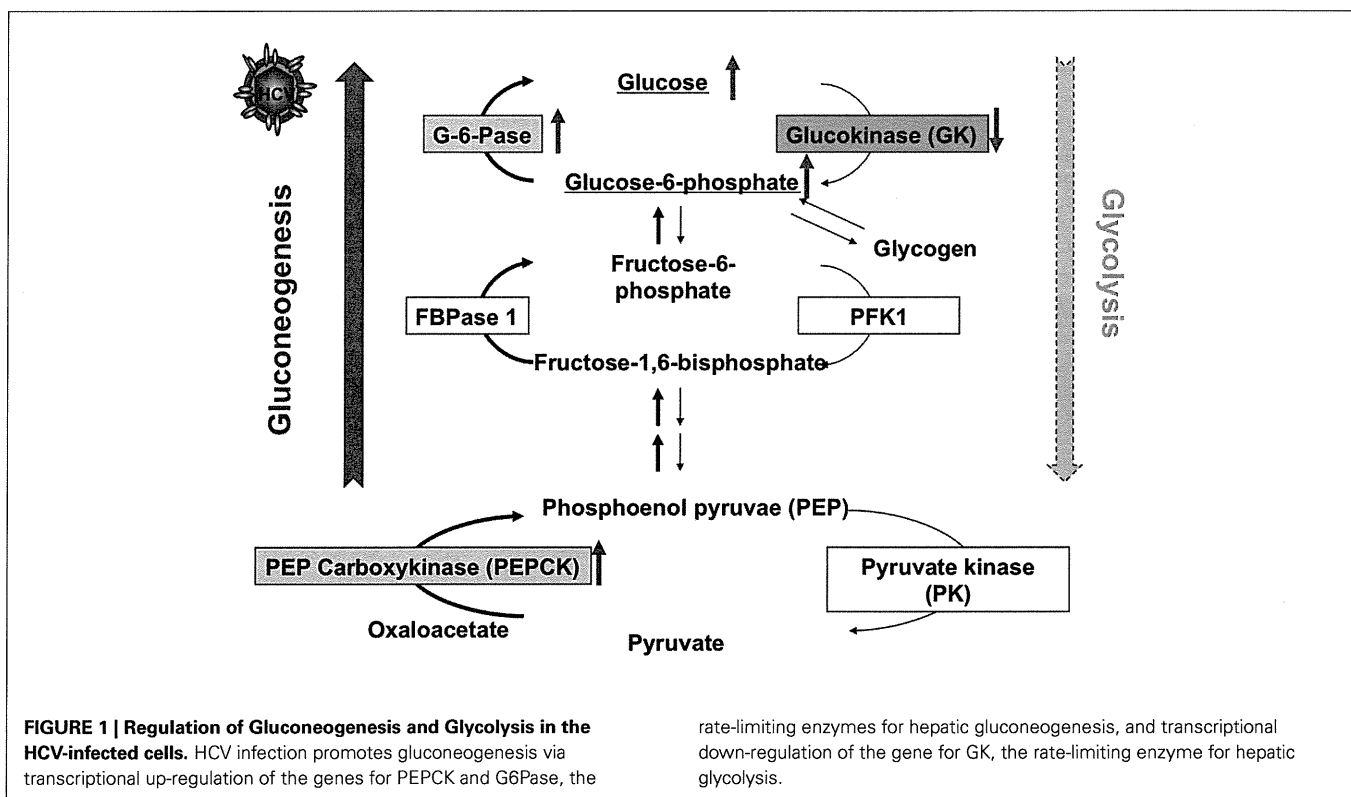 HCV
Glucose
G-6-Pase
Glucokinase (GK)
Glucose-6-phosphate
Gluconeogenesis
Glycolysis
Glycogen
Fructose-6-
phosphate
FBPase 1
PFK1
Fructose-1,6-bisphosphate
Phosphoenol pyruvae (PEP)
PEP Carboxykinase (PEPCK)
Pyruvate kinase
(PK)
Oxaloacetate
Pyruvate
FIGURE 1 | Regulation of Gluconeogenesis and Glycolysis in the
HCV-infected cells. HCV infection promotes gluconeogenesis via
transcriptional up-regulation of the genes for PEPCK and G6Pase, the
rate-limiting enzymes for hepatic gluconeogenesis, and transcriptional
down-regulation of the gene for GK, the rate-limiting enzyme for hepatic
glycolysis.